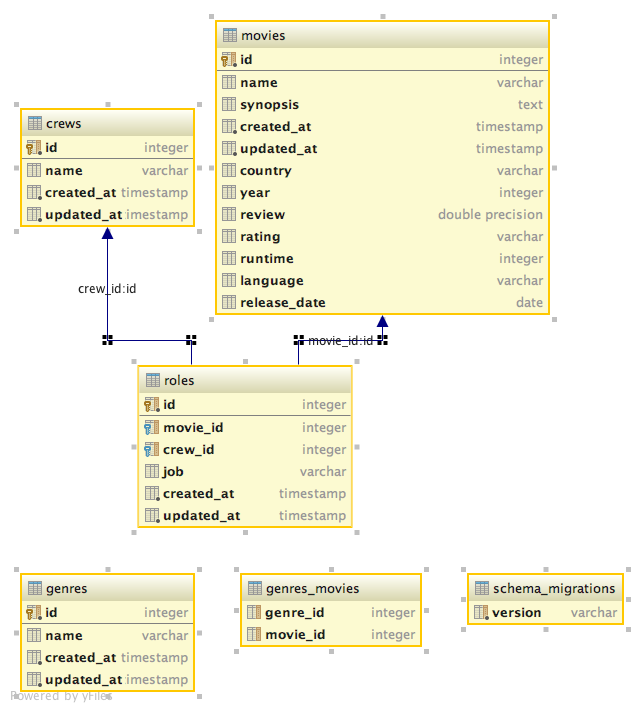 movies
id integer
name varchar
synopsis text
created_at timestamp
updated_at timestamp
country varchar
year integer
review double precision
rating varchar
runtime integer
language varchar
release_date date
crews
id integer
name varchar
created_at timestamp
updated_at timestamp
crew_id:id
movie_id:id
roles
id integer
movie_id integer
crew_id integer
job varchar
created_at timestamp
updated_at timestamp
genres
id integer
name varchar
created_at timestamp
updated_at timestamp
genres_movies
genre_id integer
movie_id integer
schema_migrations
version varchar
Powered by yFiles